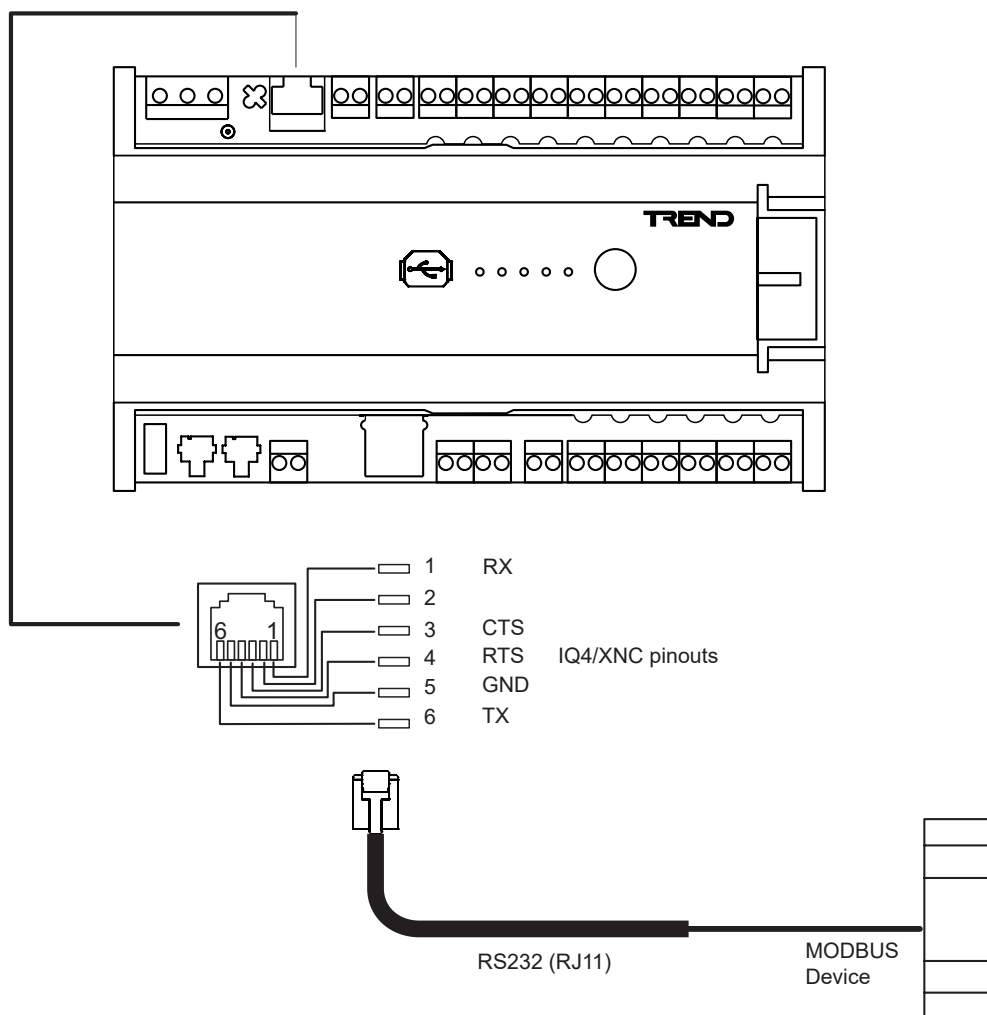 TREND
6 1
1 RX
2
3 CTS
4 RTS IQ4/XNC pinouts
5 GND
6 TX
RS232 (RJ11)
MODBUS
Device